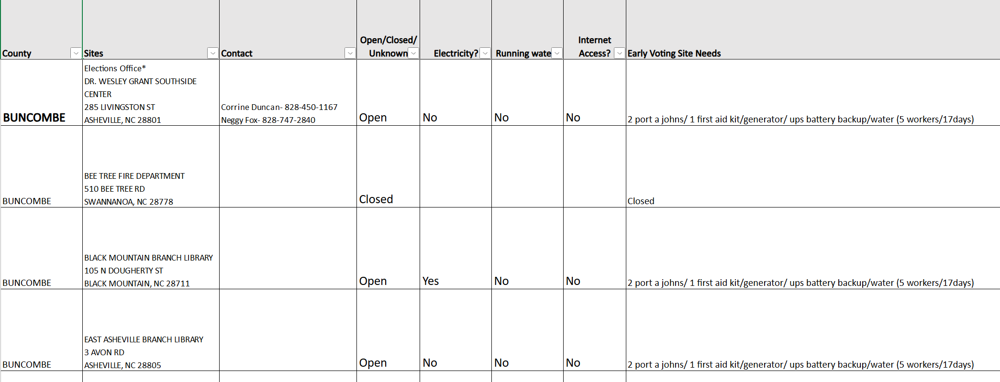 County
Sites
Contact
Open/Closed/
Unknown
Electricity?
Running wate
Internet
Access?
Early Voting Site Needs
BUNCOMBE
Elections Office*
DR. WESLEY GRANT SOUTHSIDE
CENTER
285 LIVINGSTON ST
ASHEVILLE, NC 28801
Corrine Duncan- 828-450-1167
Neggy Fox- 828-747-2840
Open
No
No
No
2 port a johns/ 1 first aid kit/generator/ ups battery backup/water (5 workers/17days)
BUNCOMBE
BEE TREE FIRE DEPARTMENT
510 BEE TREE RD
SWANNANOA, NC 28778
Closed
Closed
BUNCOMBE
BLACK MOUNTAIN BRANCH LIBRARY
105 N DOUGHERTY ST
BLACK MOUNTAIN, NC 28711
Open
Yes
No
No
2 port a johns/ 1 first aid kit/generator/ ups battery backup/water (5 workers/17days)
BUNCOMBE
EAST ASHEVILLE BRANCH LIBRARY
3 AVON RD
ASHEVILLE, NC 28805
Open
No
No
No
2 port a johns/ 1 first aid kit/generator/ ups battery backup/water (5 workers/17days)